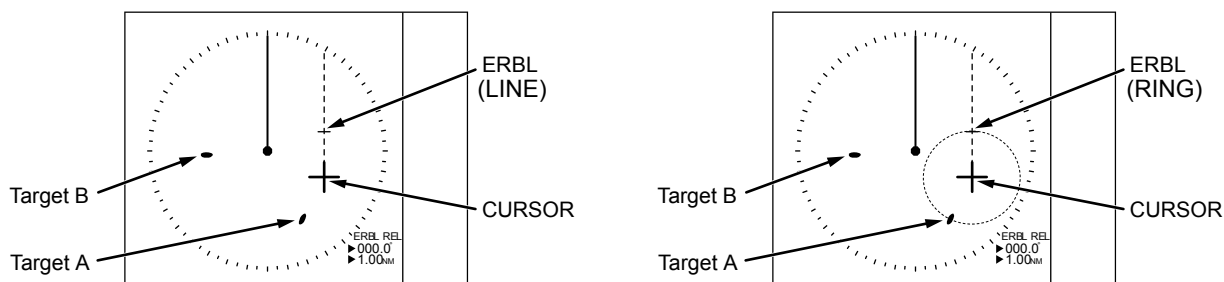 ERBL
(LINE)
Target B
CURSOR
Target A
ERBL REL
▶000.0°
▶1.00NM
ERBL
(RING)
Target B
CURSOR
Target A
ERBL REL
▶000.0°
▶1.00NM